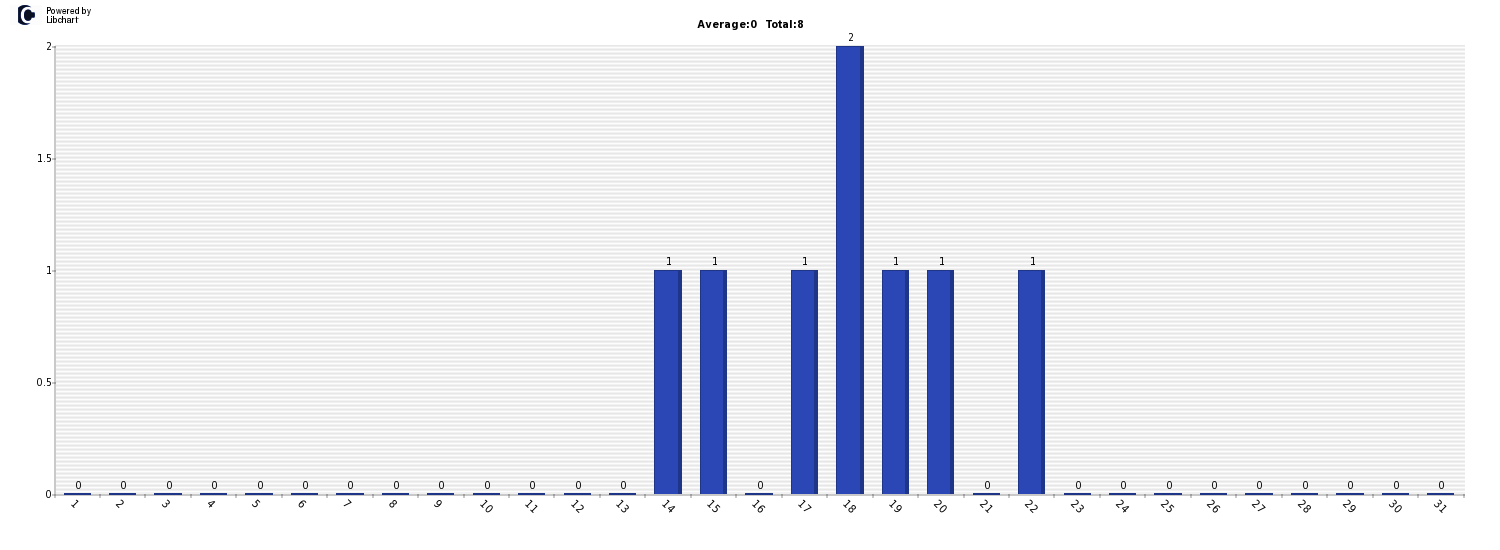 Powered by
Libchart
Average:0 Total:8
2
2
1.5
1
1 1 1 1 1 1
0.5
0 0 0 0 0 0 0 0 0 0 0 0 0 0 0 0 0 0 0 0 0 0 0 0
0
1 2 3 4 5 6 7 8 9 10 11 12 13 14 15 16 17 18 19 20 21 22 23 24 25 26 27 28 29 30 31